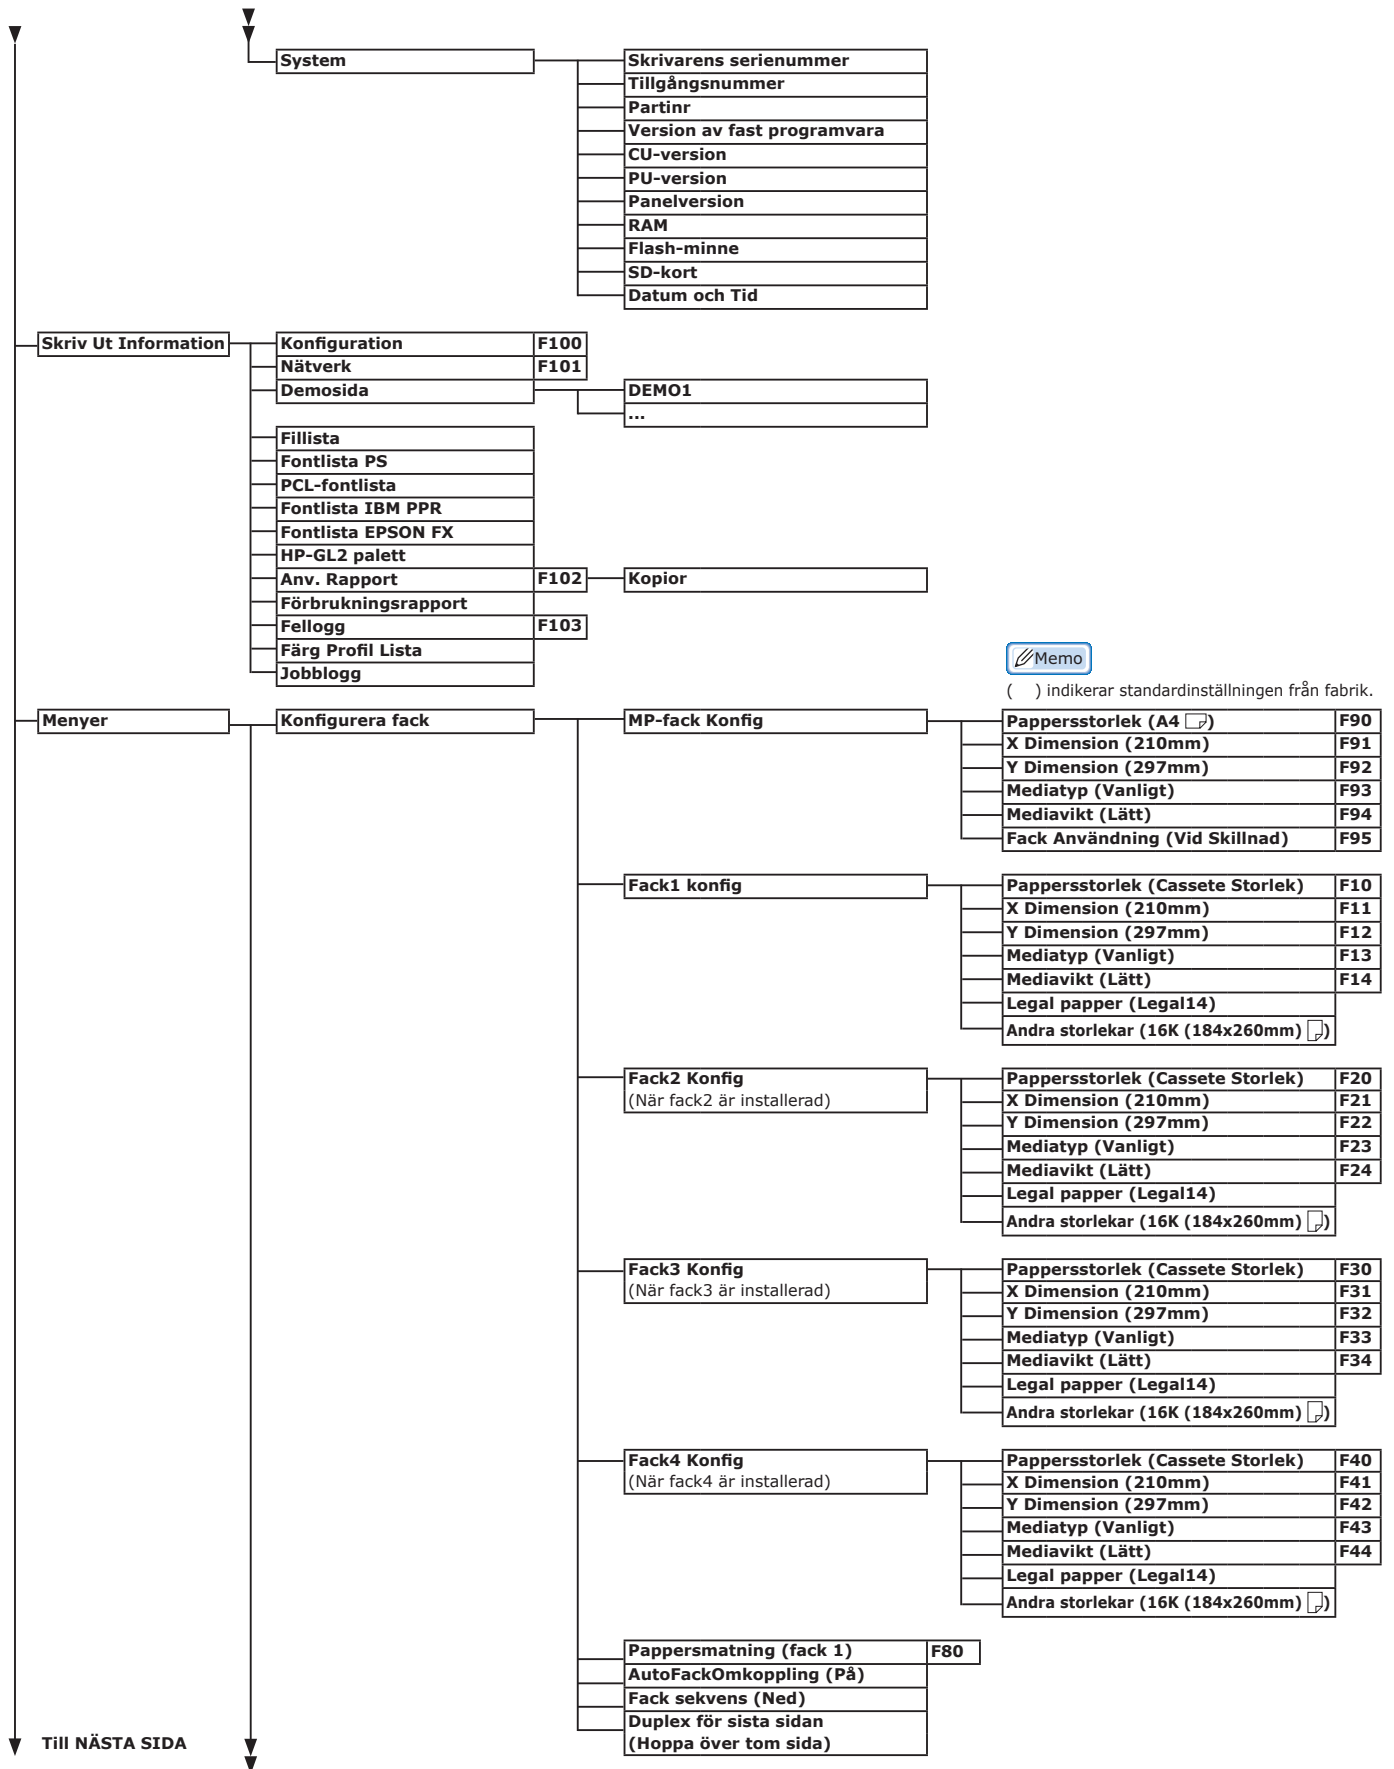 System
Skrivarens serienummer
Tillgångsnummer
Partinr
Version av fast programvara
CU-version
PU-version
Panelversion
RAM
Flash-minne
SD-kort
Datum och Tid
Skriv Ut Information
Konfiguration F100
Nätverk F101
Demosida
DEMO1
...
Fillista
Fontlista PS
PCL-fontlista
Fontlista IBM PPR
Fontlista EPSON FX
HP-GL2 palett
Anv. Rapport F102 Kopior
Förbrukningsrapport
Fellogg F103
Färg Profil Lista
Jobblogg
Memo
( ) indikerar standardinställningen från fabrik.
Menyer
Konfigurera fack
MP-fack Konfig
Pappersstorlek (A4 ) F90
X Dimension (210mm) F91
Y Dimension (297mm) F92
Mediatyp (Vanligt) F93
Mediavikt (Lätt) F94
Fack Användning (Vid Skillnad) F95
Fack1 konfig
Pappersstorlek (Cassete Storlek) F10
X Dimension (210mm) F11
Y Dimension (297mm) F12
Mediatyp (Vanligt) F13
Mediavikt (Lätt) F14
Legal papper (Legal14)
Andra storlekar (16K (184x260mm) )
Fack2 Konfig
(När fack2 är installerad)
Pappersstorlek (Cassete Storlek) F20
X Dimension (210mm) F21
Y Dimension (297mm) F22
Mediatyp (Vanligt) F23
Mediavikt (Lätt) F24
Legal papper (Legal14)
Andra storlekar (16K (184x260mm) )
Fack3 Konfig
(När fack3 är installerad)
Pappersstorlek (Cassete Storlek) F30
X Dimension (210mm) F31
Y Dimension (297mm) F32
Mediatyp (Vanligt) F33
Mediavikt (Lätt) F34
Legal papper (Legal14)
Andra storlekar (16K (184x260mm) )
Fack4 Konfig
(När fack4 är installerad)
Pappersstorlek (Cassete Storlek) F40
X Dimension (210mm) F41
Y Dimension (297mm) F42
Mediatyp (Vanligt) F43
Mediavikt (Lätt) F44
Legal papper (Legal14)
Andra storlekar (16K (184x260mm) )
Pappersmatning (fack 1) F80
AutoFackOmkoppling (På)
Fack sekvens (Ned)
Duplex för sista sidan
(Hoppa över tom sida)
Till NÄSTA SIDA